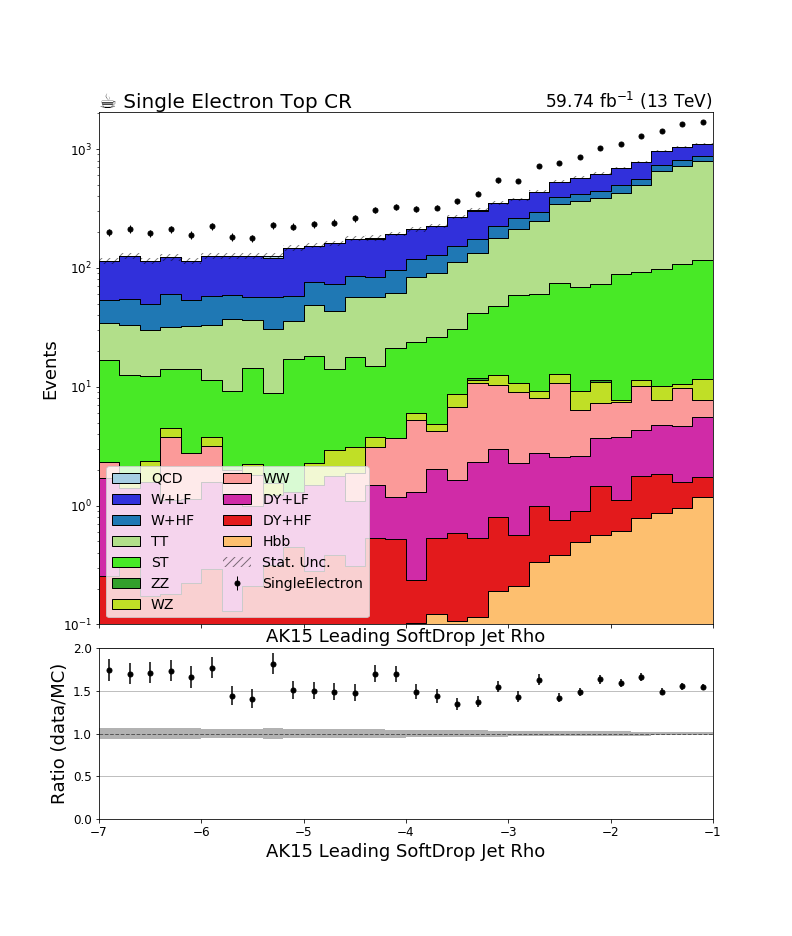 ☕ Single Electron Top CR 59.74 fb⁻¹ (13 TeV)
Events
10³
10²
10¹
10⁰
10⁻¹
QCD WW
W+LF DY+LF
W+HF DY+HF
TT Hbb
ST Stat. Unc.
ZZ SingleElectron
WZ
AK15 Leading SoftDrop Jet Rho
Ratio (data/MC)
2.0
1.5
1.0
0.5
0.0
−7 −6 −5 −4 −3 −2 −1
AK15 Leading SoftDrop Jet Rho